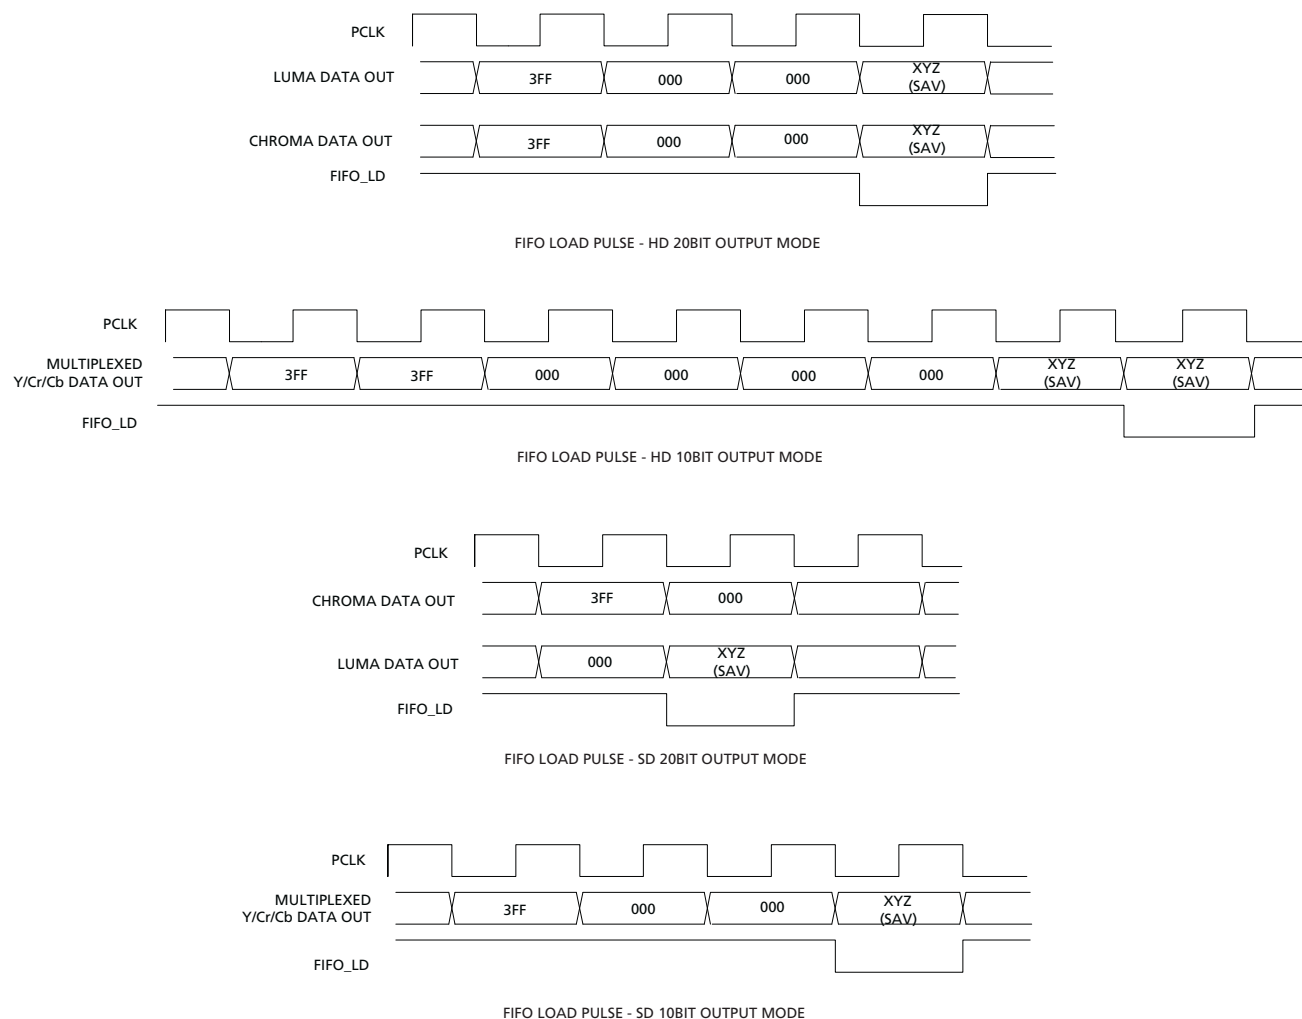 PCLK
LUMA DATA OUT
3FF
000
000
XYZ
(SAV)
CHROMA DATA OUT
3FF
000
000
XYZ
(SAV)
FIFO_LD
FIFO LOAD PULSE - HD 20BIT OUTPUT MODE
PCLK
MULTIPLEXED
Y/Cr/Cb DATA OUT
3FF
3FF
000
000
000
000
XYZ
(SAV)
XYZ
(SAV)
FIFO_LD
FIFO LOAD PULSE - HD 10BIT OUTPUT MODE
PCLK
CHROMA DATA OUT
3FF
000
LUMA DATA OUT
000
XYZ
(SAV)
FIFO_LD
FIFO LOAD PULSE - SD 20BIT OUTPUT MODE
PCLK
MULTIPLEXED
Y/Cr/Cb DATA OUT
3FF
000
000
XYZ
(SAV)
FIFO_LD
FIFO LOAD PULSE - SD 10BIT OUTPUT MODE